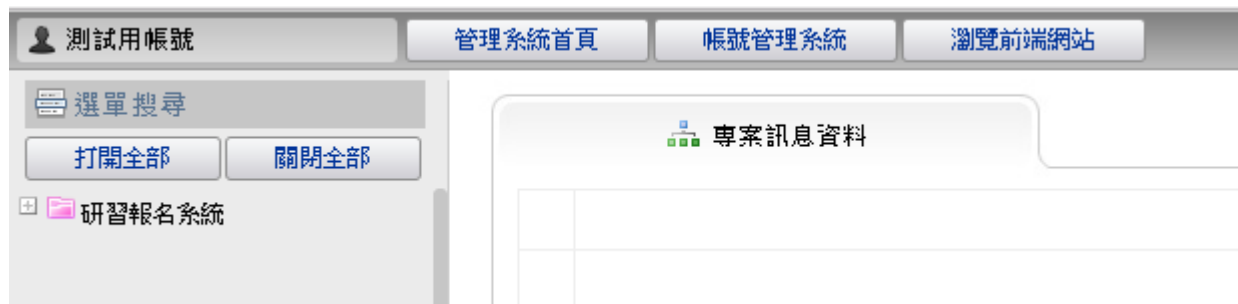 測試用帳號 管理系統首頁 帳號管理系統 瀏覽前端網站
選單搜尋
打開全部 關閉全部
專案訊息資料
研習報名系統